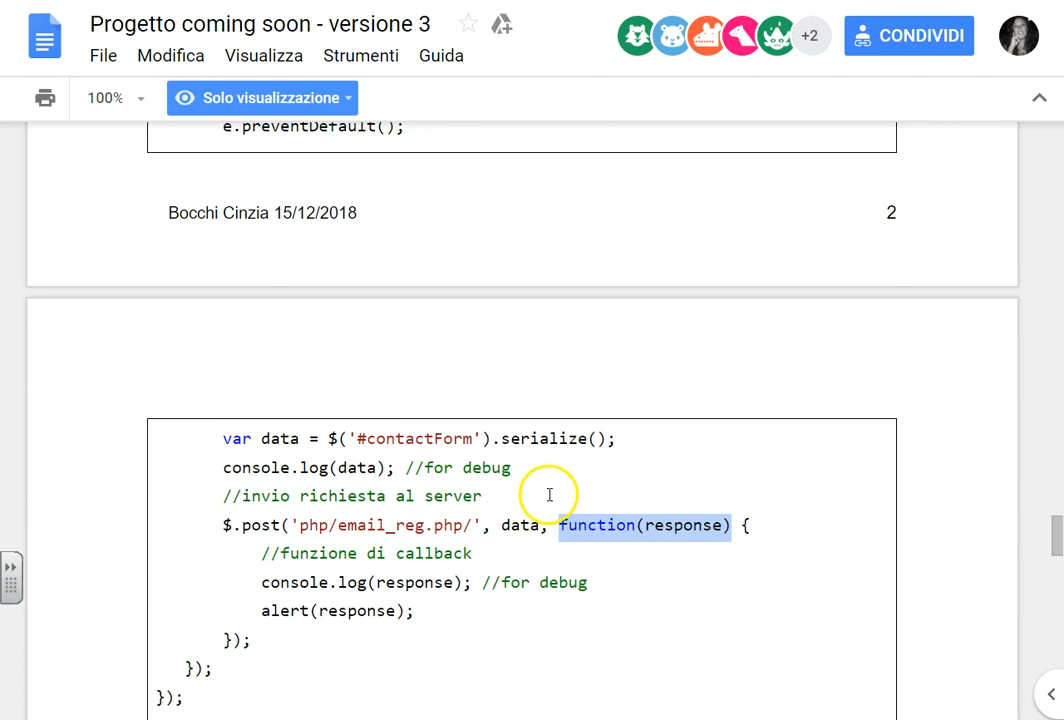 Progetto coming soon - versione 3
File Modifica Visualizza Strumenti Guida
+2
CONDIVIDI
100% Solo visualizzazione
e.preventDefault();
Bocchi Cinzia 15/12/2018 2
var data = $('#contactForm').serialize();
console.log(data); //for debug
//invio richiesta al server
$.post('php/email_reg.php/', data, function(response) {
//funzione di callback
console.log(response); //for debug
alert(response);
});
});
});